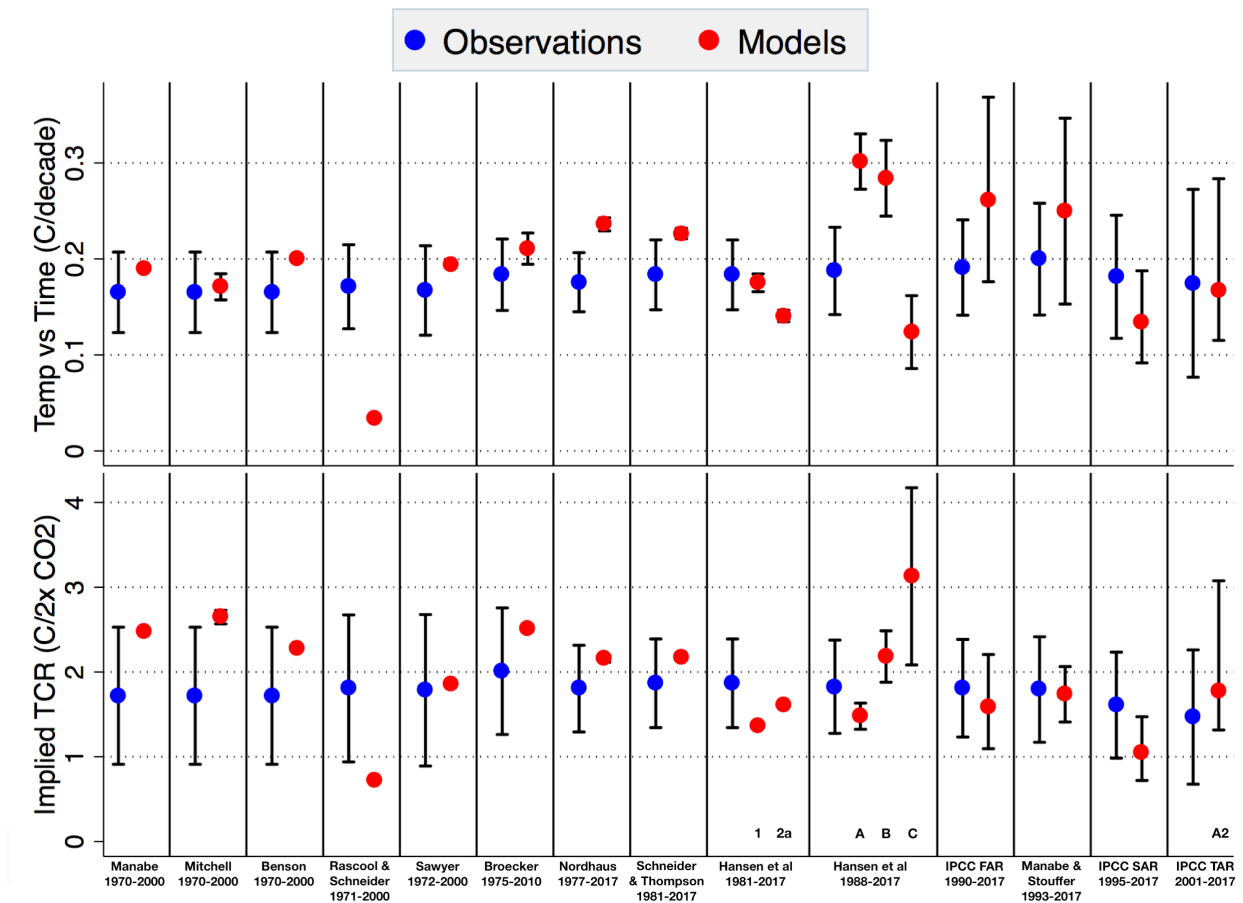 Observations Models
Temp vs Time (C/decade)
0.3
0.2
0.1
0
Implied TCR (C/2x CO2)
4
3
2
1
0
1 2a A B C A2
Manabe
1970-2000
Mitchell
1970-2000
Benson
1970-2000
Rascool &
Schneider
1971-2000
Sawyer
1972-2000
Broecker
1975-2010
Nordhaus
1977-2017
Schneider
& Thompson
1981-2017
Hansen et al
1981-2017
Hansen et al
1988-2017
IPCC FAR
1990-2017
Manabe &
Stouffer
1993-2017
IPCC SAR
1995-2017
IPCC TAR
2001-2017